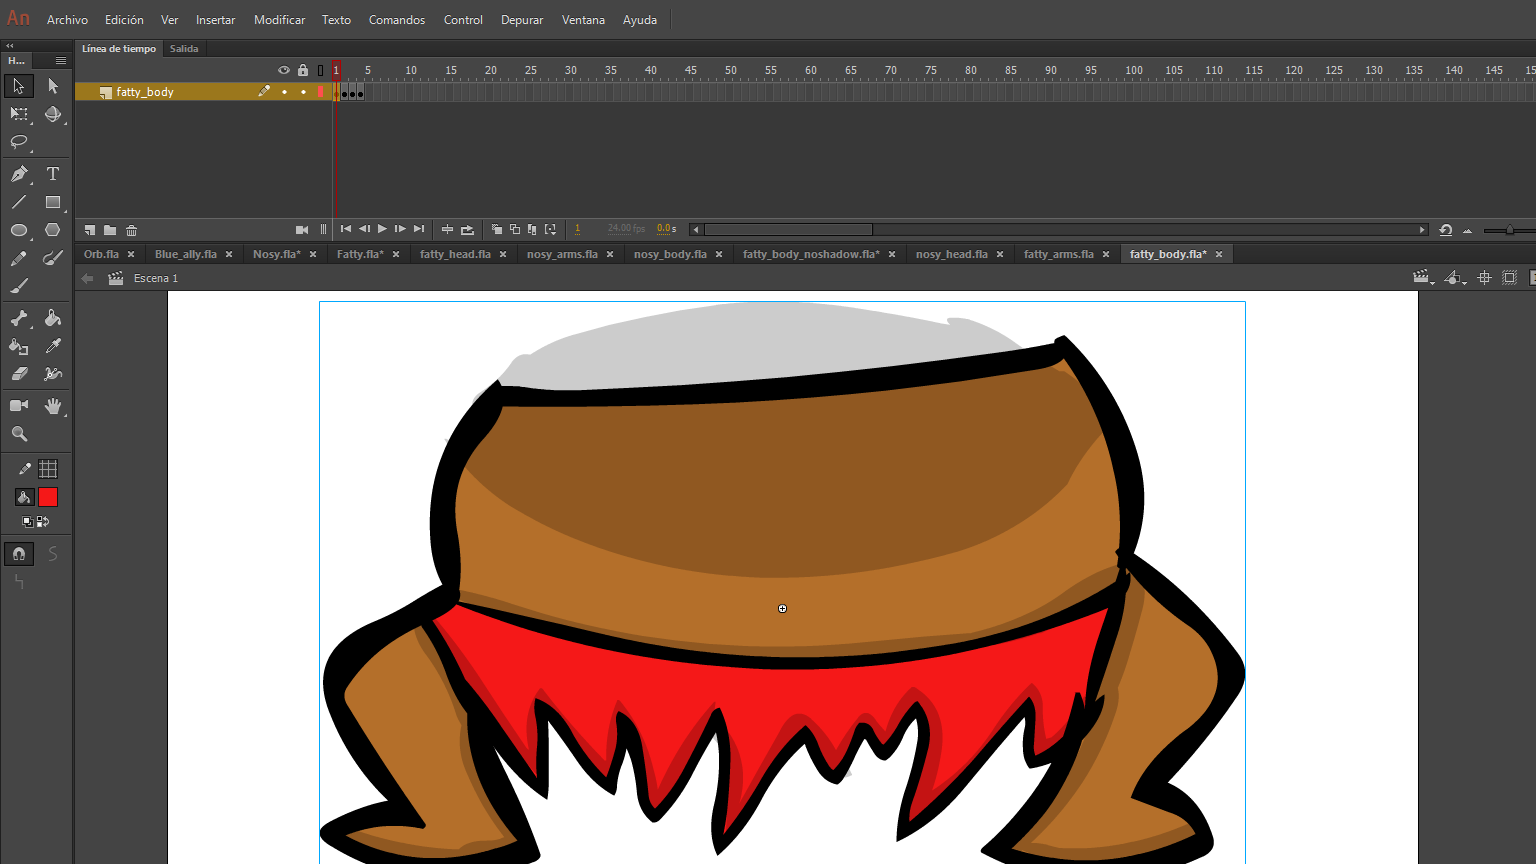 An Archivo Edición Ver Insertar Modificar Texto Comandos Control Depurar Ventana Ayuda
Línea de tiempo Salida
H...
1 5 10 15 20 25 30 35 40 45 50 55 60 65 70 75 80 85 90 95 100 105 110 115 120 125 130 135 140 145 15
fatty_body
1 24.00 fps 0.0 s
Orb.fla Blue_ally.fla Nosy.fla* Fatty.fla* fatty_head.fla nosy_arms.fla nosy_body.fla fatty_body_noshadow.fla* nosy_head.fla fatty_arms.fla fatty_body.fla*
Escena 1
T